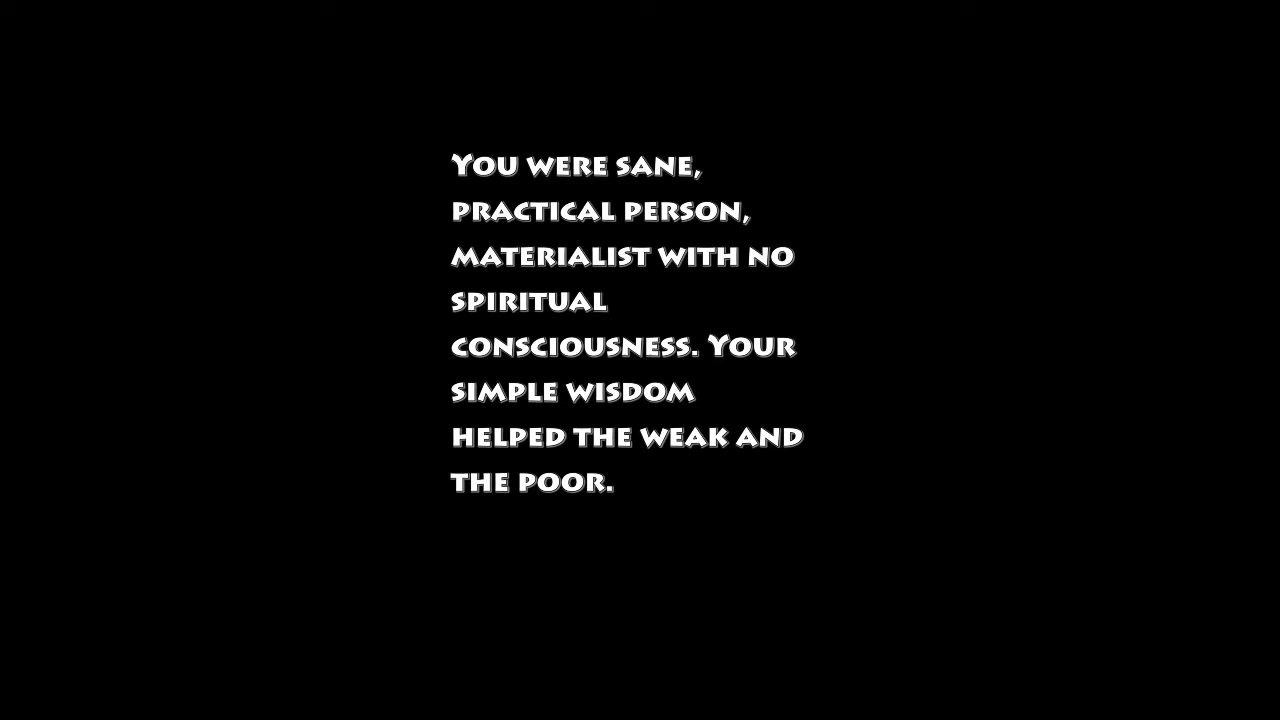 You were sane,
practical person,
materialist with no
spiritual
consciousness. Your
simple wisdom
helped the weak and
the poor.